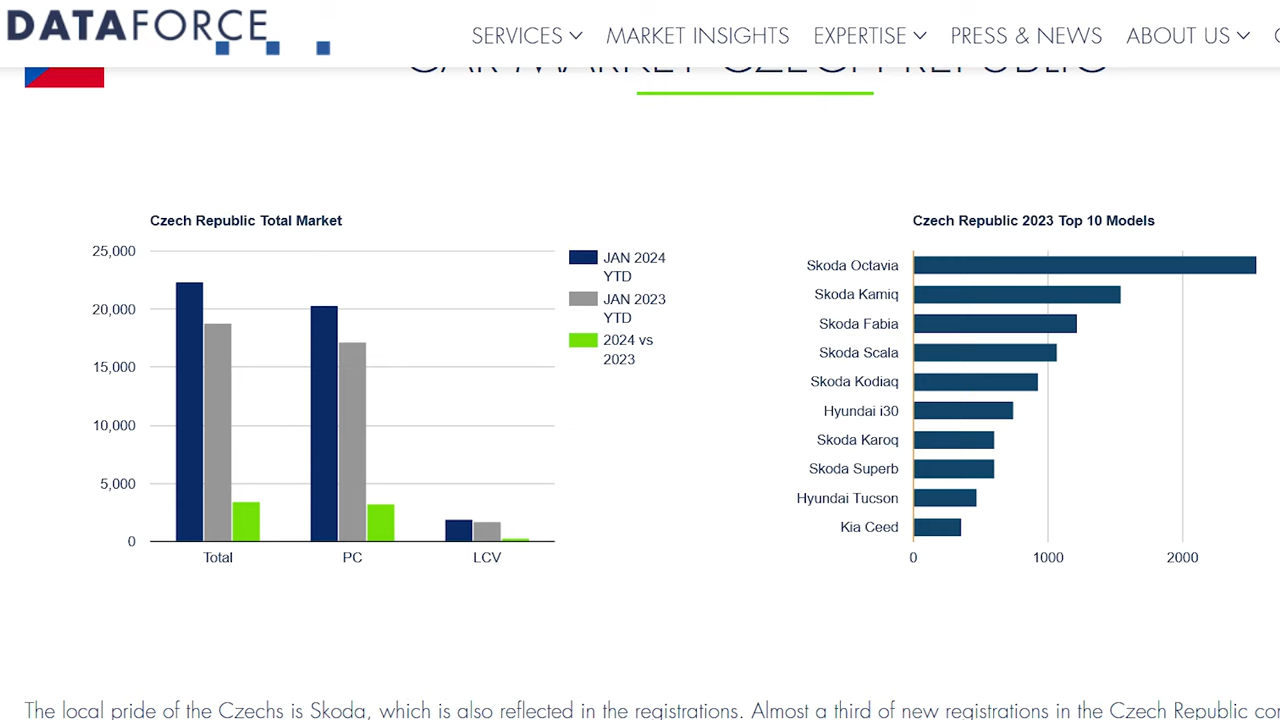 DATAFORCE
SERVICES MARKET INSIGHTS EXPERTISE PRESS & NEWS ABOUT US
CAR MARKET CZECH REPUBLIC
Czech Republic Total Market
25,000
20,000
15,000
10,000
5,000
0
Total PC LCV
JAN 2024
YTD
JAN 2023
YTD
2024 vs
2023
Czech Republic 2023 Top 10 Models
Skoda Octavia
Skoda Kamiq
Skoda Fabia
Skoda Scala
Skoda Kodiaq
Hyundai i30
Skoda Karoq
Skoda Superb
Hyundai Tucson
Kia Ceed
0 1000 2000
The local pride of the Czechs is Skoda, which is also reflected in the registrations. Almost a third of new registrations in the Czech Republic